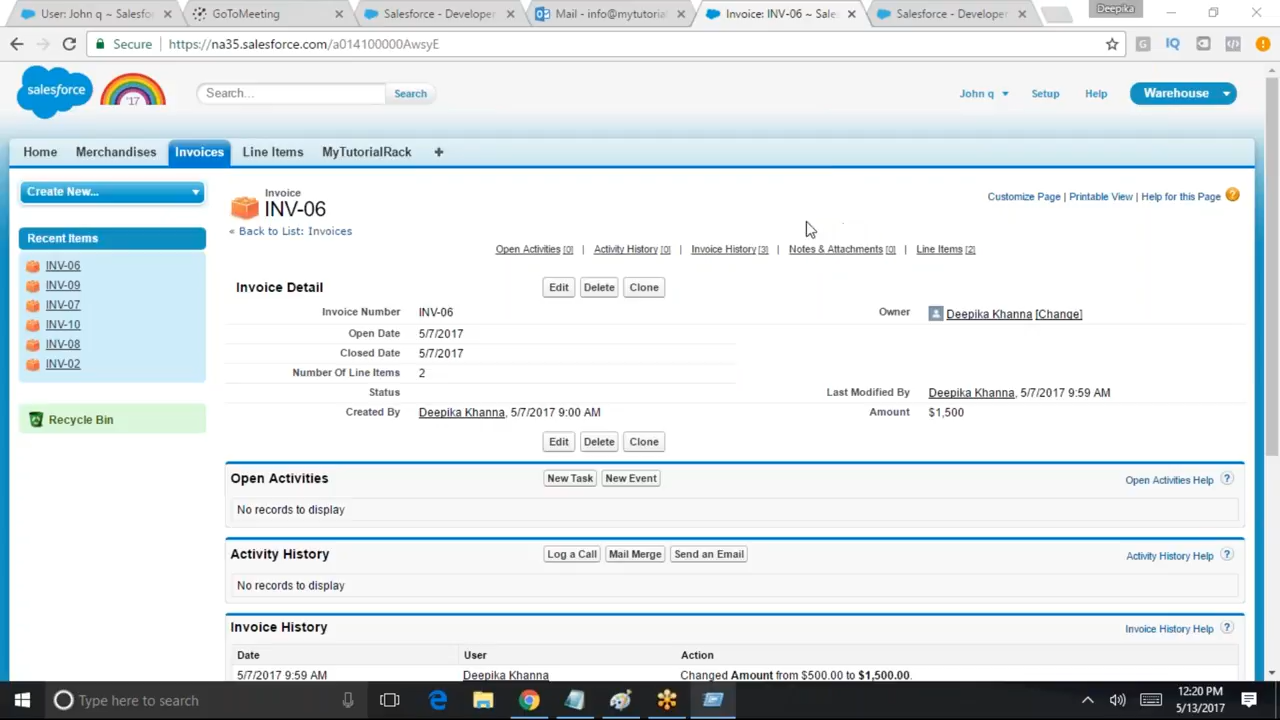 User: John q ~ Salesfo
GoToMeeting
Salesforce - Developer
Mail - info@mytutorial
Invoice: INV-06 ~ Sale
Salesforce - Developer
Deepika
Secure
https://na35.salesforce.com/a014100000AwsyE
salesforce
'17
Search...
Search
John q
Setup
Help
Warehouse
Home
Merchandises
Invoices
Line Items
MyTutorialRack
+
Create New...
Recent Items
INV-06
INV-09
INV-07
INV-10
INV-08
INV-02
Recycle Bin
Invoice
INV-06
« Back to List: Invoices
Customize Page | Printable View | Help for this Page
Open Activities [0] | Activity History [0] | Invoice History [3] | Notes & Attachments [0] | Line Items [2]
Invoice Detail
Edit Delete Clone
Invoice Number INV-06
Owner Deepika Khanna [Change]
Open Date 5/7/2017
Closed Date 5/7/2017
Number Of Line Items 2
Status
Last Modified By Deepika Khanna, 5/7/2017 9:59 AM
Created By Deepika Khanna, 5/7/2017 9:00 AM
Amount $1,500
Edit Delete Clone
Open Activities
New Task New Event
Open Activities Help ?
No records to display
Activity History
Log a Call Mail Merge Send an Email
Activity History Help ?
No records to display
Invoice History
Invoice History Help ?
Date User Action
5/7/2017 9:59 AM Deepika Khanna Changed Amount from $500.00 to $1,500.00.
Type here to search
12:20 PM
5/13/2017